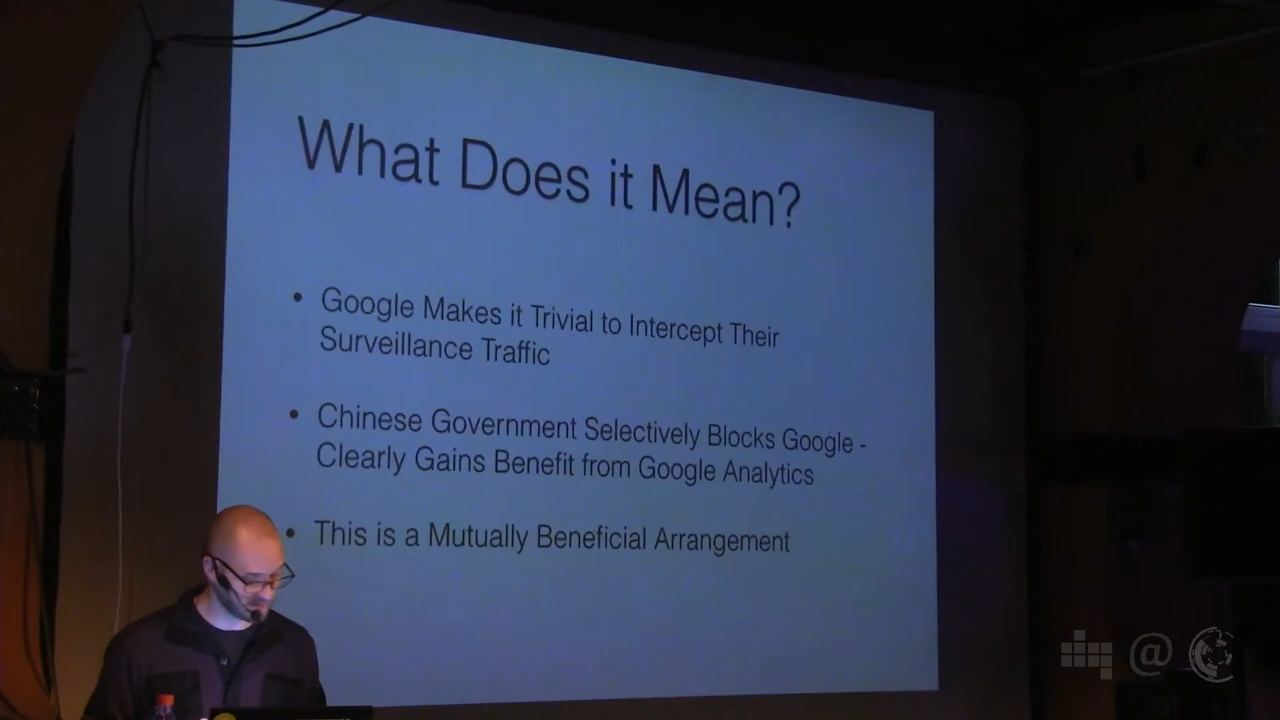 What Does it Mean?
• Google Makes it Trivial to Intercept Their
Surveillance Traffic
• Chinese Government Selectively Blocks Google -
Clearly Gains Benefit from Google Analytics
• This is a Mutually Beneficial Arrangement
@